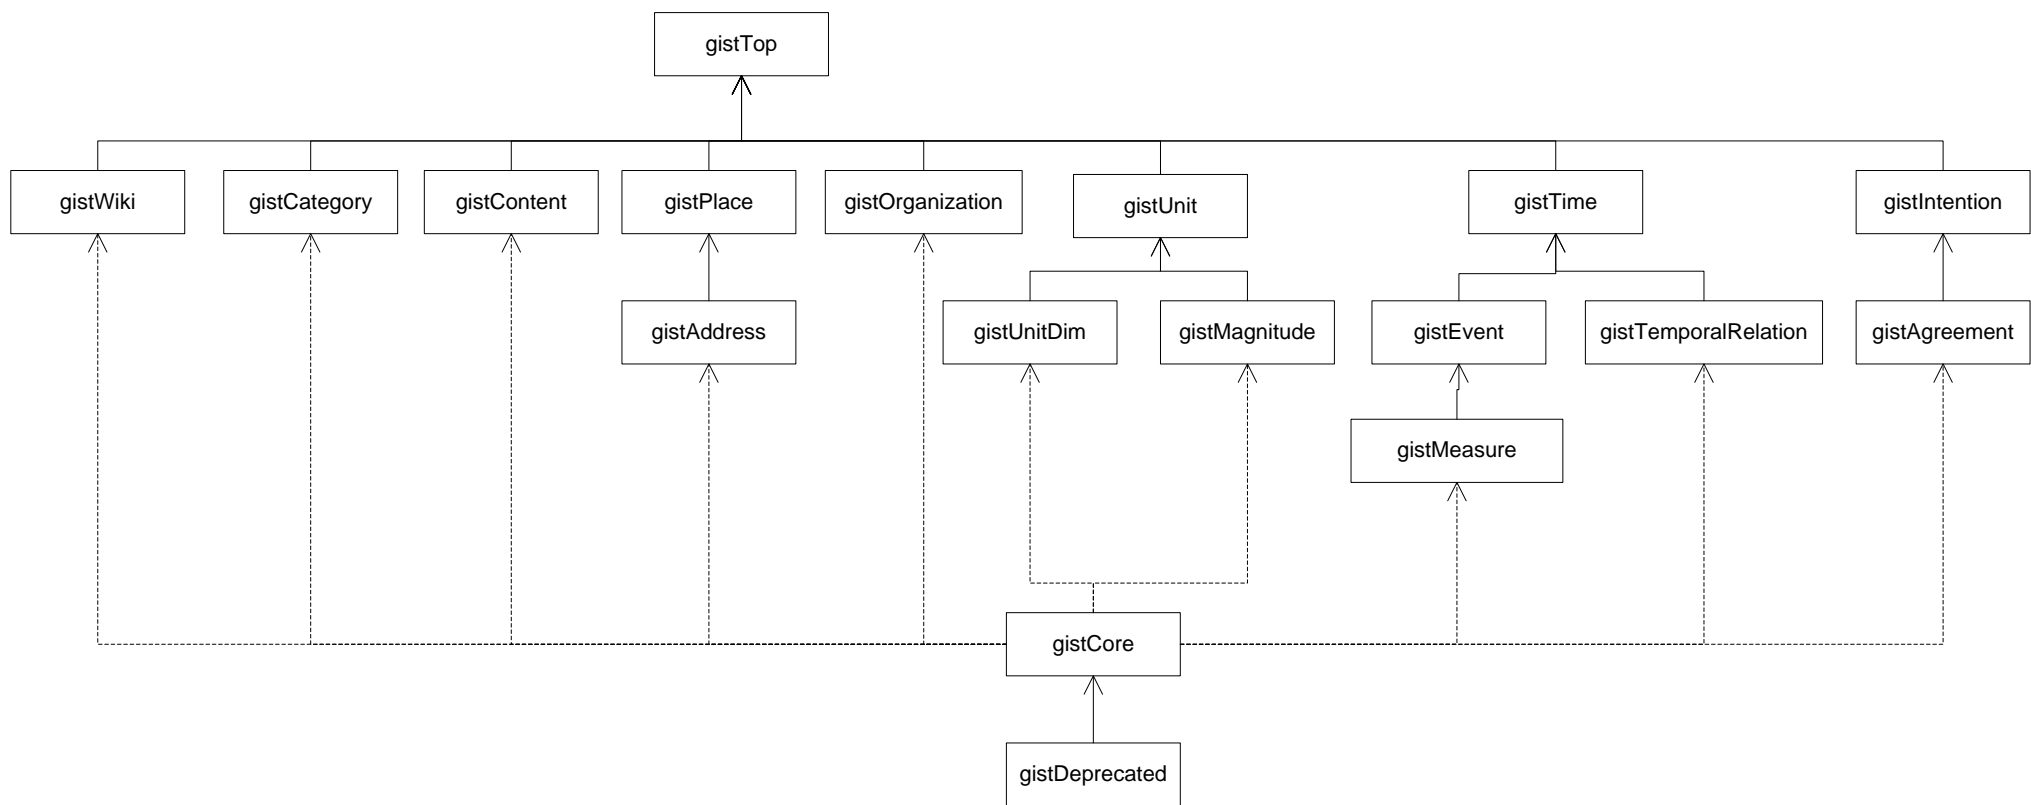 gistTop
gistWiki
gistCategory
gistContent
gistPlace
gistOrganization
gistUnit
gistTime
gistIntention
gistAddress
gistUnitDim
gistMagnitude
gistEvent
gistTemporalRelation
gistAgreement
gistMeasure
gistCore
gistDeprecated